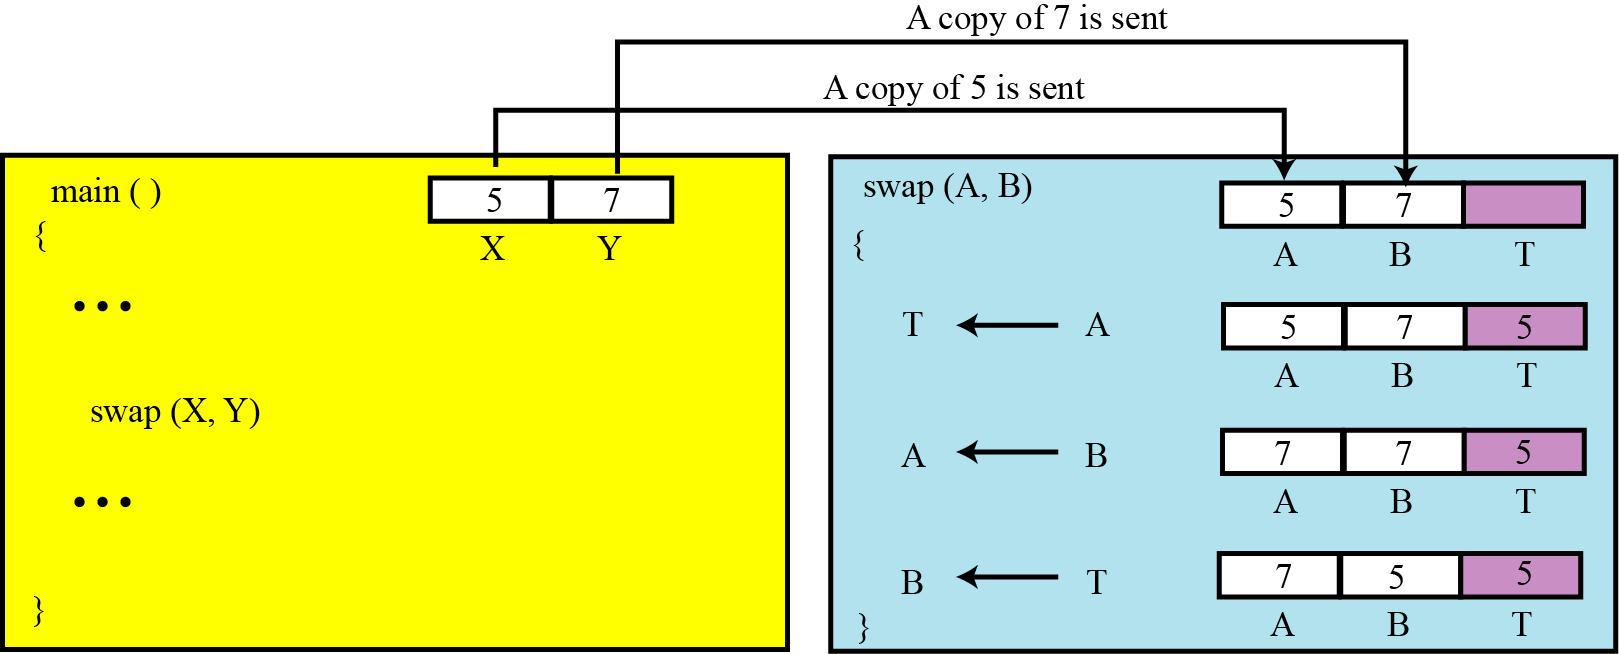 A copy of 7 is sent
A copy of 5 is sent
main ( )
{
5 7
X Y
•••
swap (X, Y)
•••
}
swap (A, B)
5 7
{
A B T
T ← A
5 7 5
A B T
A ← B
7 7 5
A B T
B ← T
7 5 5
A B T
}